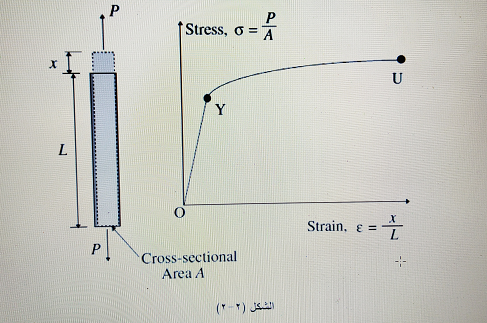 P
x
L
P
Cross-sectional
Area A
Stress, σ = P/A
Y
U
O
Strain, ε = x/L
الشكل (٢-٢)